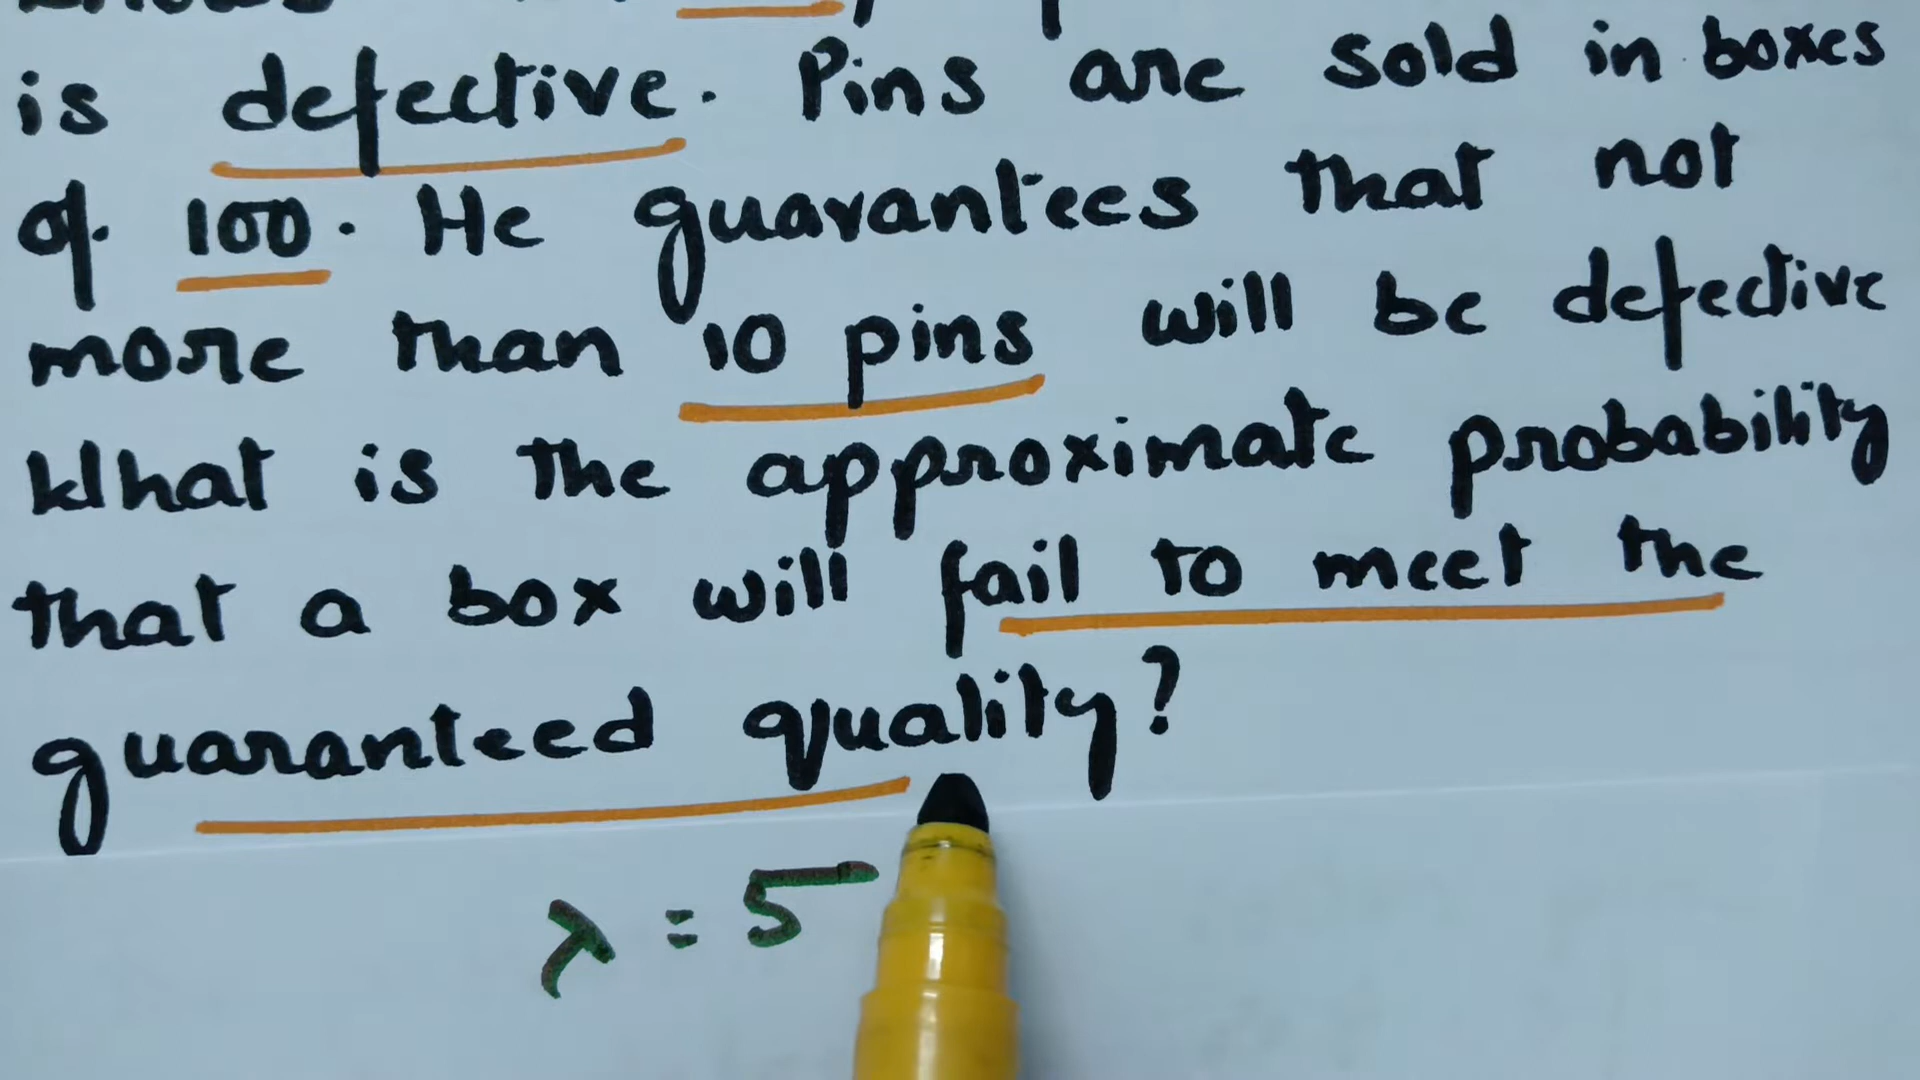 is defective. Pins are sold in boxes
of 100. He guarantees that not
more than 10 pins will be defective
What is the approximate probability
that a box will fail to meet the
guaranteed quality?
λ = 5